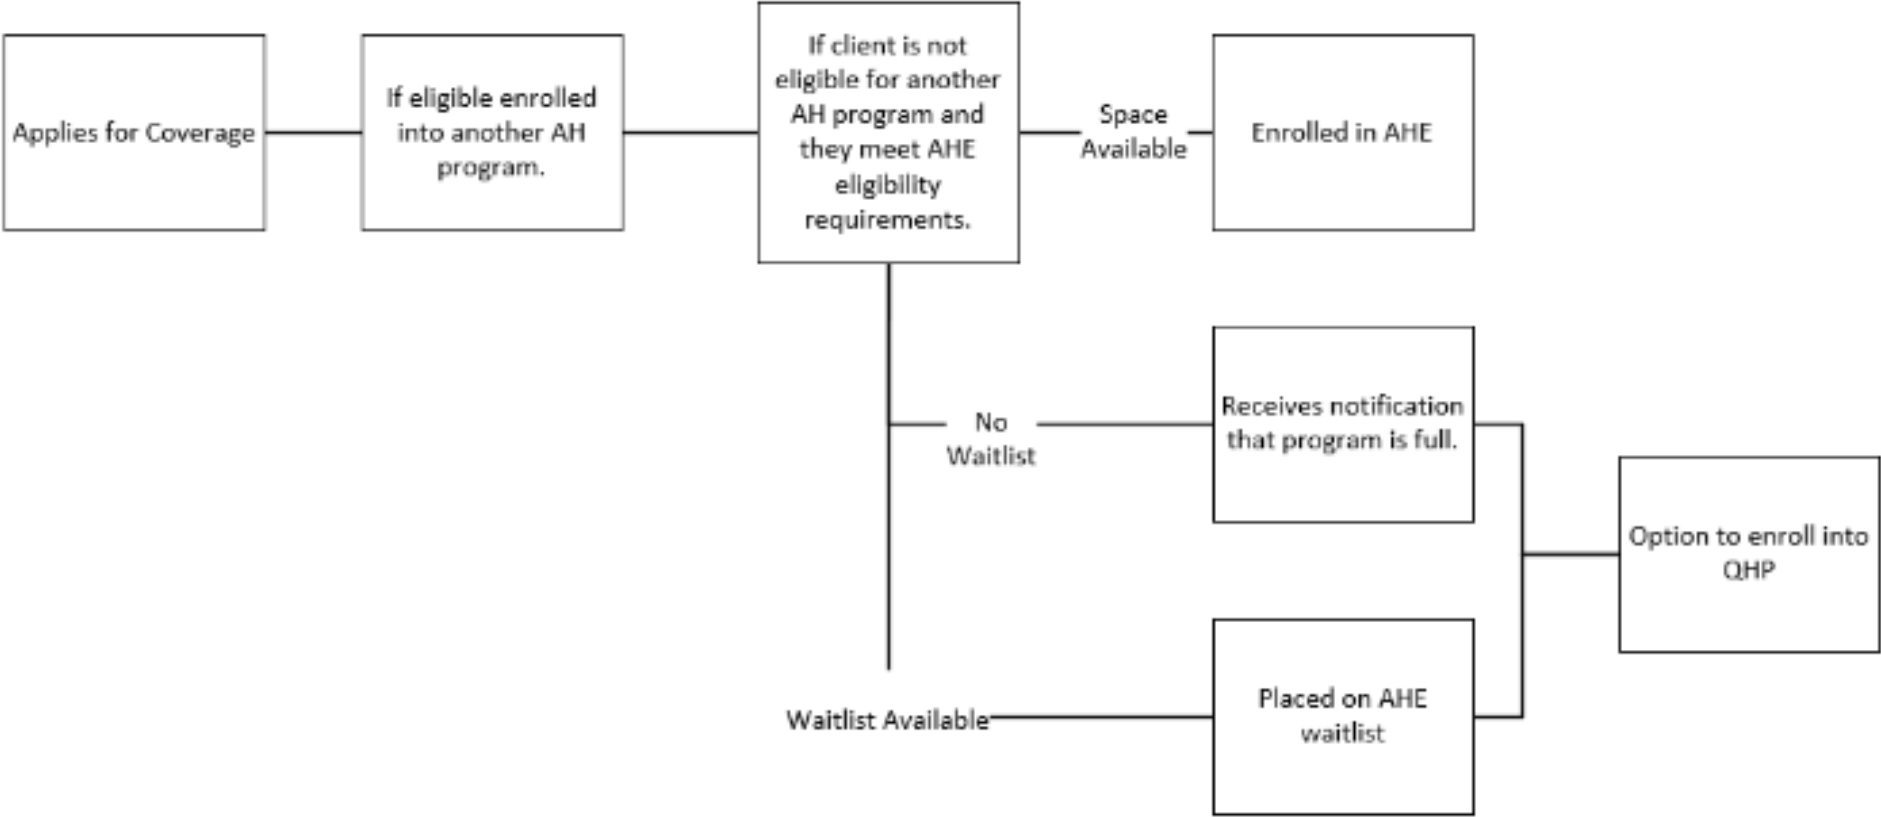 Applies for Coverage
If eligible enrolled
into another AH
program.
If client is not
eligible for another
AH program and
they meet AHE
eligibility
requirements.
Space
Available
Enrolled in AHE
No
Waitlist
Receives notification
that program is full.
Option to enroll into
QHP
Waitlist Available
Placed on AHE
waitlist